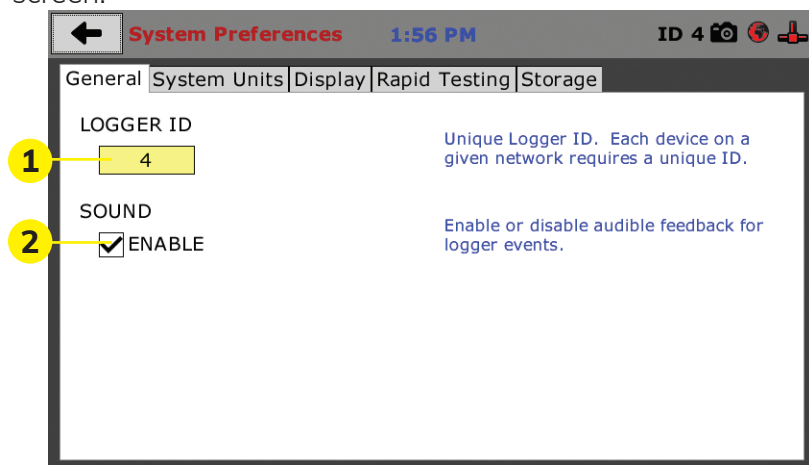 screen.
System Preferences 1:56 PM ID 4
General System Units Display Rapid Testing Storage
LOGGER ID
1
4
Unique Logger ID. Each device on a
given network requires a unique ID.
SOUND
2
ENABLE
Enable or disable audible feedback for
logger events.